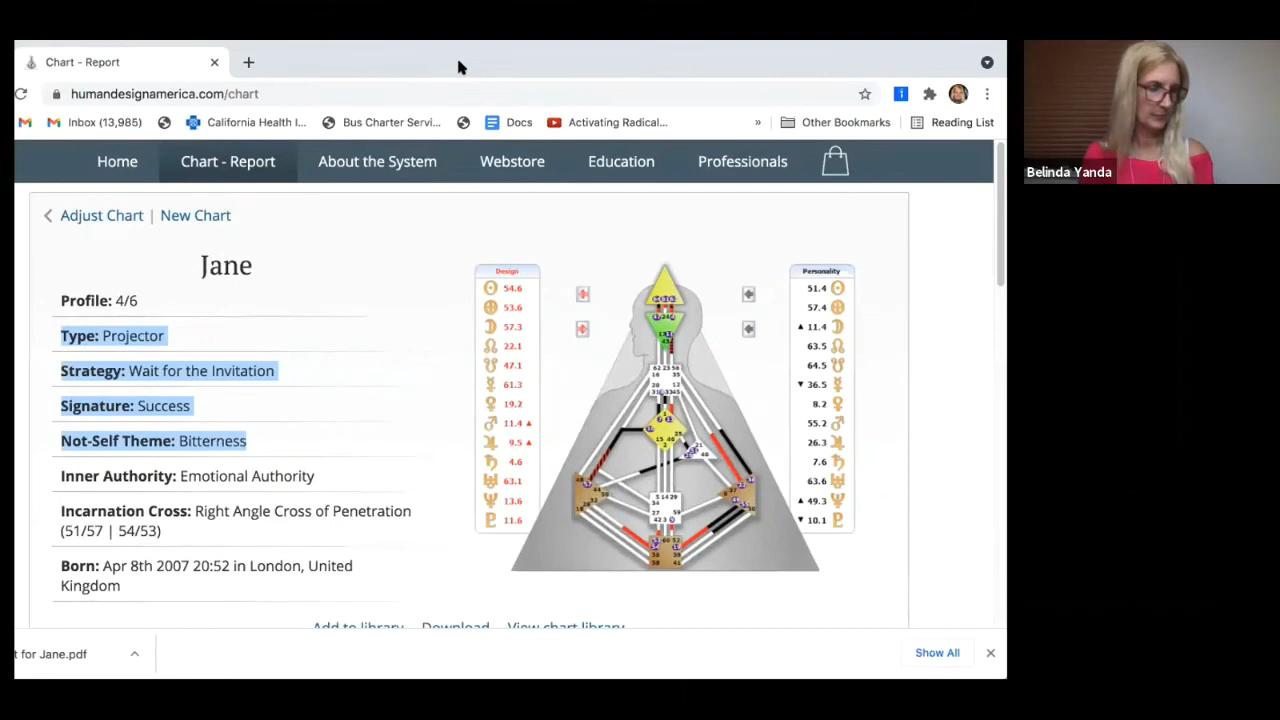 Chart - Report
humandesignamerica.com/chart
Inbox (13,985)
California Health I...
Bus Charter Servi...
Docs
Activating Radical...
»
Other Bookmarks
Reading List
Home
Chart - Report
About the System
Webstore
Education
Professionals
Belinda Yanda
Adjust Chart | New Chart
Jane
Profile: 4/6
Type: Projector
Strategy: Wait for the Invitation
Signature: Success
Not-Self Theme: Bitterness
Inner Authority: Emotional Authority
Incarnation Cross: Right Angle Cross of Penetration
(51/57 | 54/53)
Born: Apr 8th 2007 20:52 in London, United
Kingdom
Design
54.6
53.6
57.3
22.1
47.1
61.3
19.2
11.4
9.5
4.6
63.1
13.6
11.6
Personality
51.4
57.4
11.4
63.5
64.5
36.5
8.2
55.2
26.3
7.6
63.6
49.3
10.1
Add to library
Download
View chart library
t for Jane.pdf
Show All